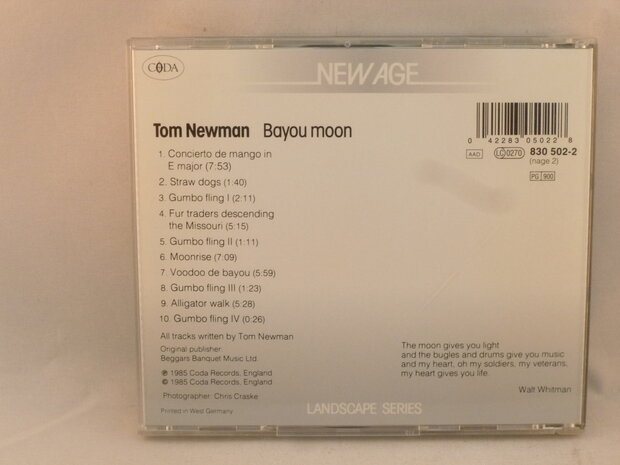 CODA
NEW AGE
Tom Newman Bayou moon
0 42283 05022 8
AAD LC 0270 830 502-2
(nage 2)
PG 900
1. Concierto de mango in
E major (7:53)
2. Straw dogs (1:40)
3. Gumbo fling I (2:11)
4. Fur traders descending
the Missouri (5:15)
5. Gumbo fling II (1:11)
6. Moonrise (7:09)
7. Voodoo de bayou (5:59)
8. Gumbo fling III (1:23)
9. Alligator walk (5:28)
10. Gumbo fling IV (0:26)
All tracks written by Tom Newman
Original publisher
Beggars Banquet Music Ltd.
℗ 1985 Coda Records, England
© 1985 Coda Records, England
Photographer: Chris Craske
Printed in West Germany
The moon gives you light
and the bugles and drums give you music
and my heart, oh my soldiers, my veterans,
my heart gives you life.
Walt Whitman
LANDSCAPE SERIES